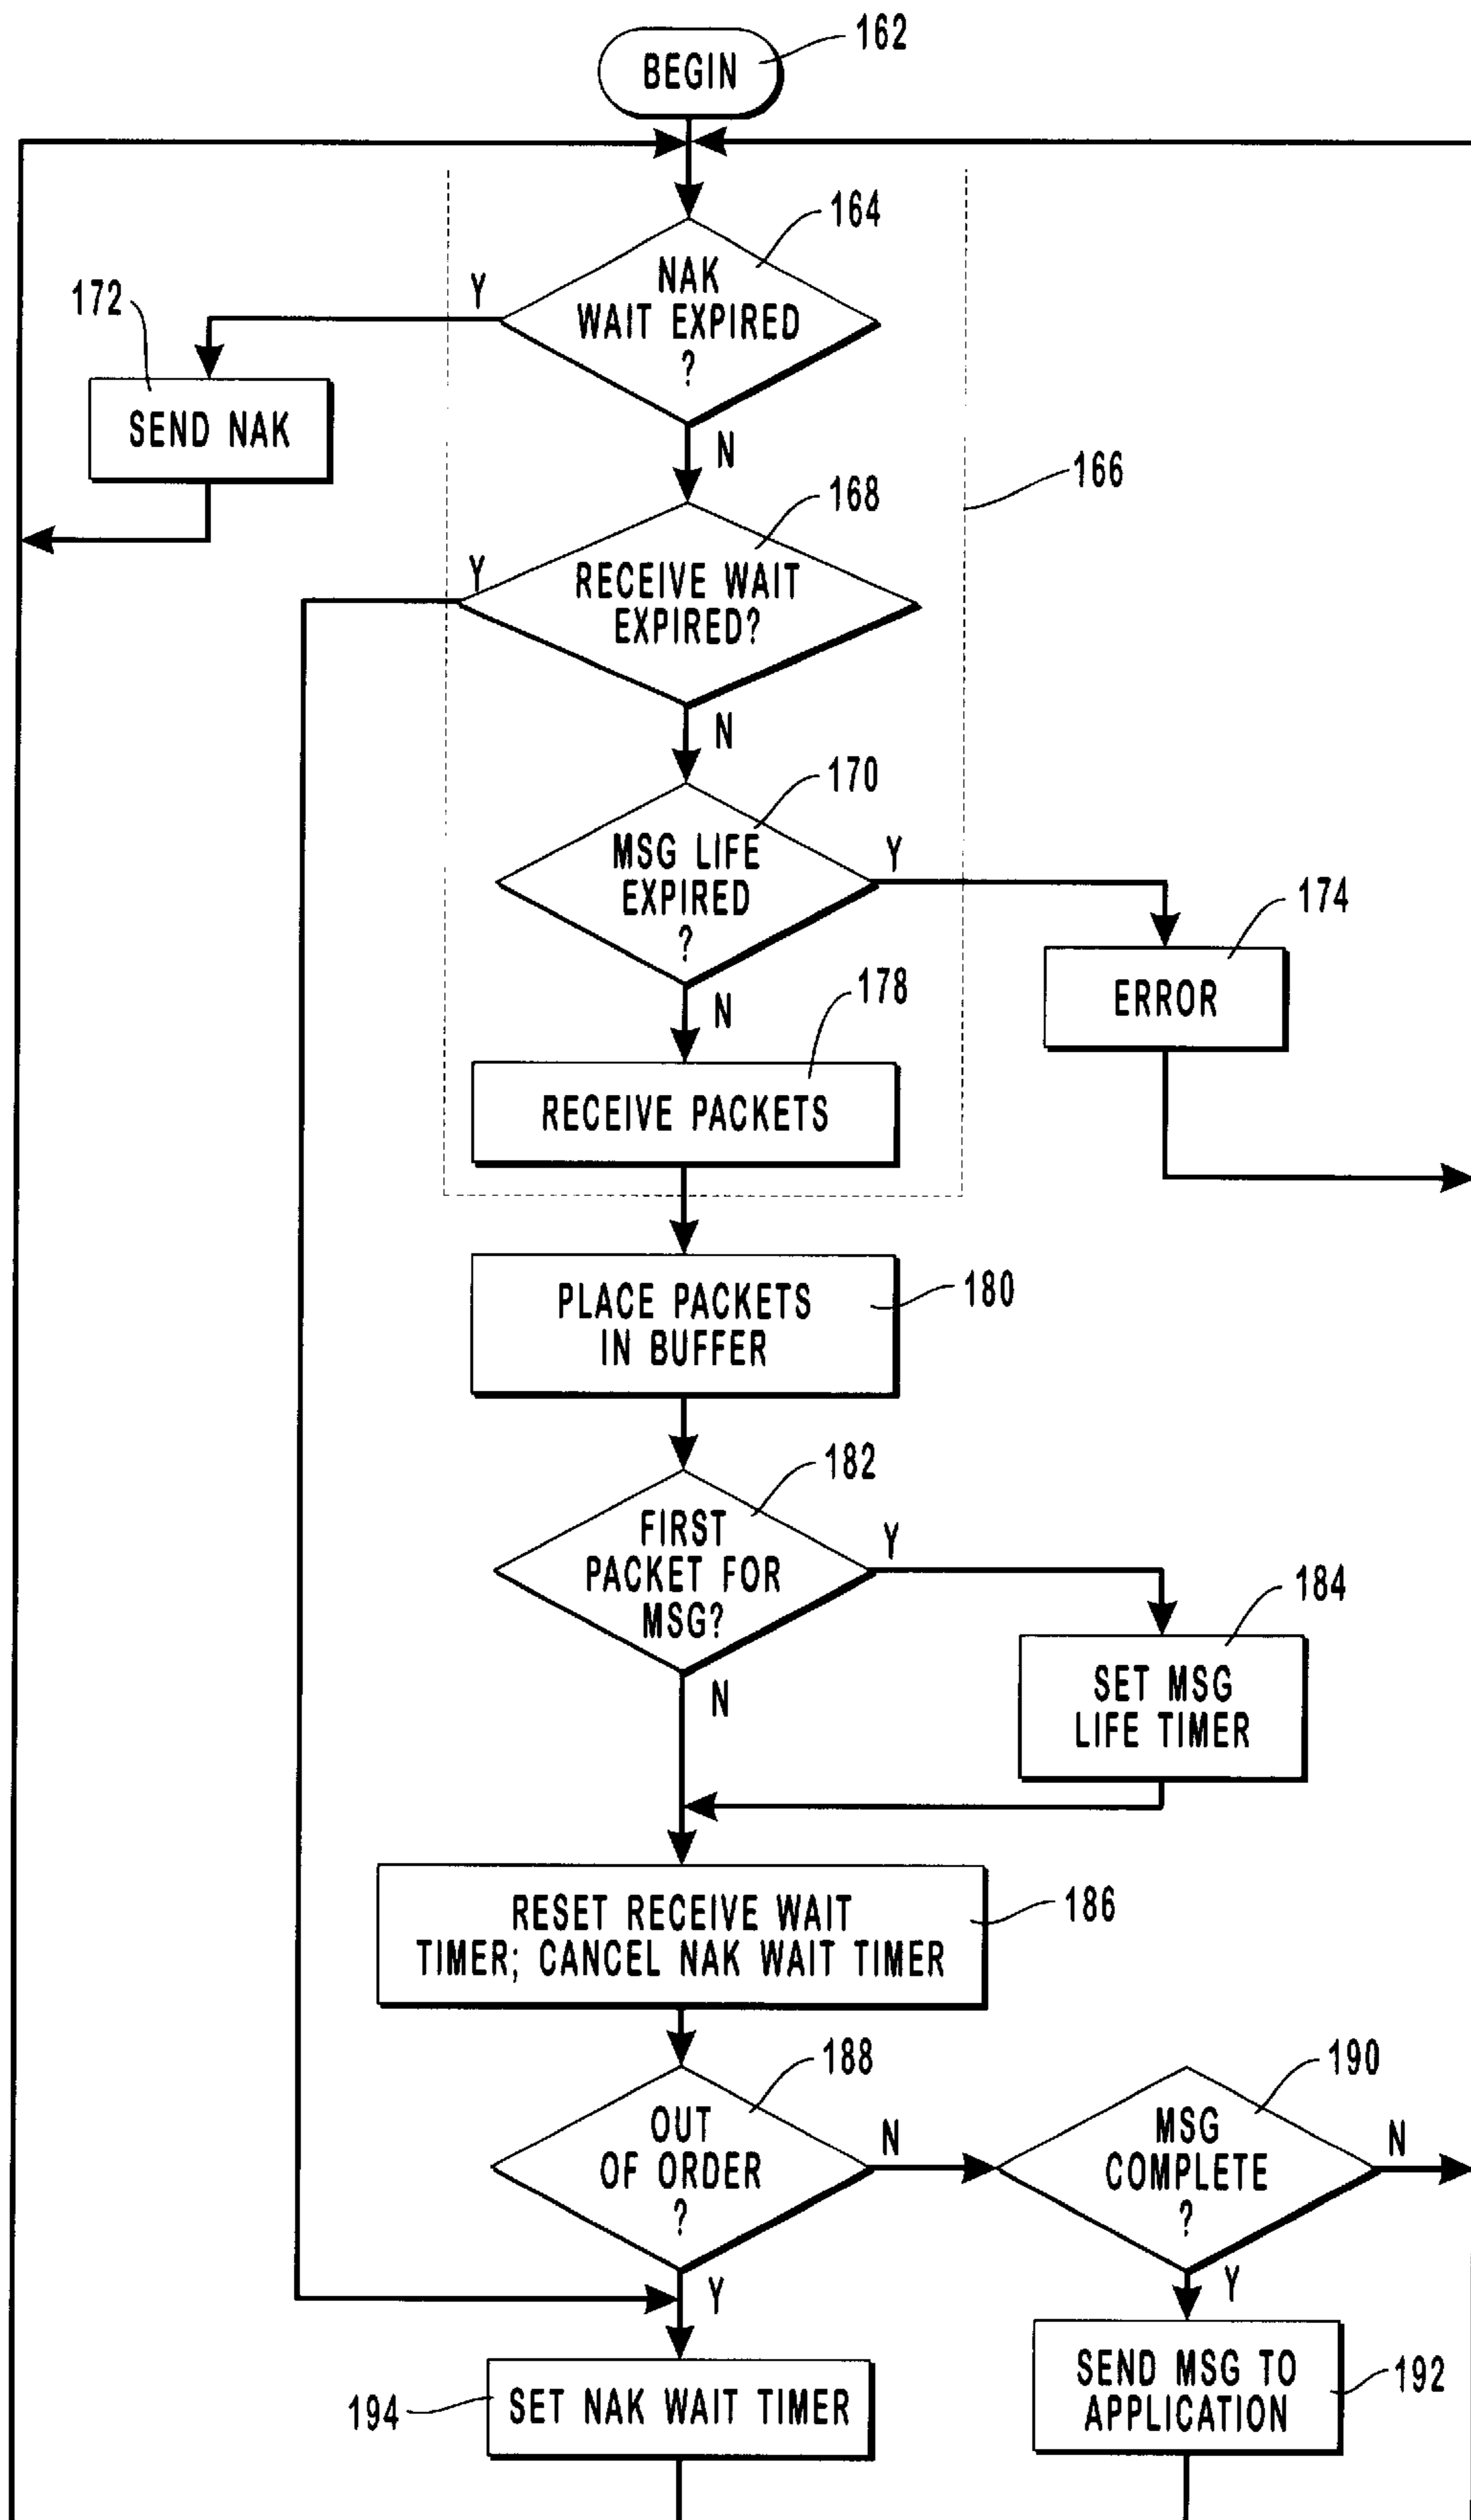 BEGIN
162
164
NAK
WAIT EXPIRED
?
Y
172
SEND NAK
N
166
168
Y
RECEIVE WAIT
EXPIRED?
N
170
MSG LIFE
EXPIRED
?
Y
174
ERROR
N
178
RECEIVE PACKETS
PLACE PACKETS
IN BUFFER
180
182
FIRST
PACKET FOR
MSG?
Y
184
SET MSG
LIFE TIMER
N
RESET RECEIVE WAIT
TIMER; CANCEL NAK WAIT TIMER
186
188
OUT
OF ORDER
?
N
190
MSG
COMPLETE
?
N
Y
Y
194
SET NAK WAIT TIMER
SEND MSG TO
APPLICATION
192